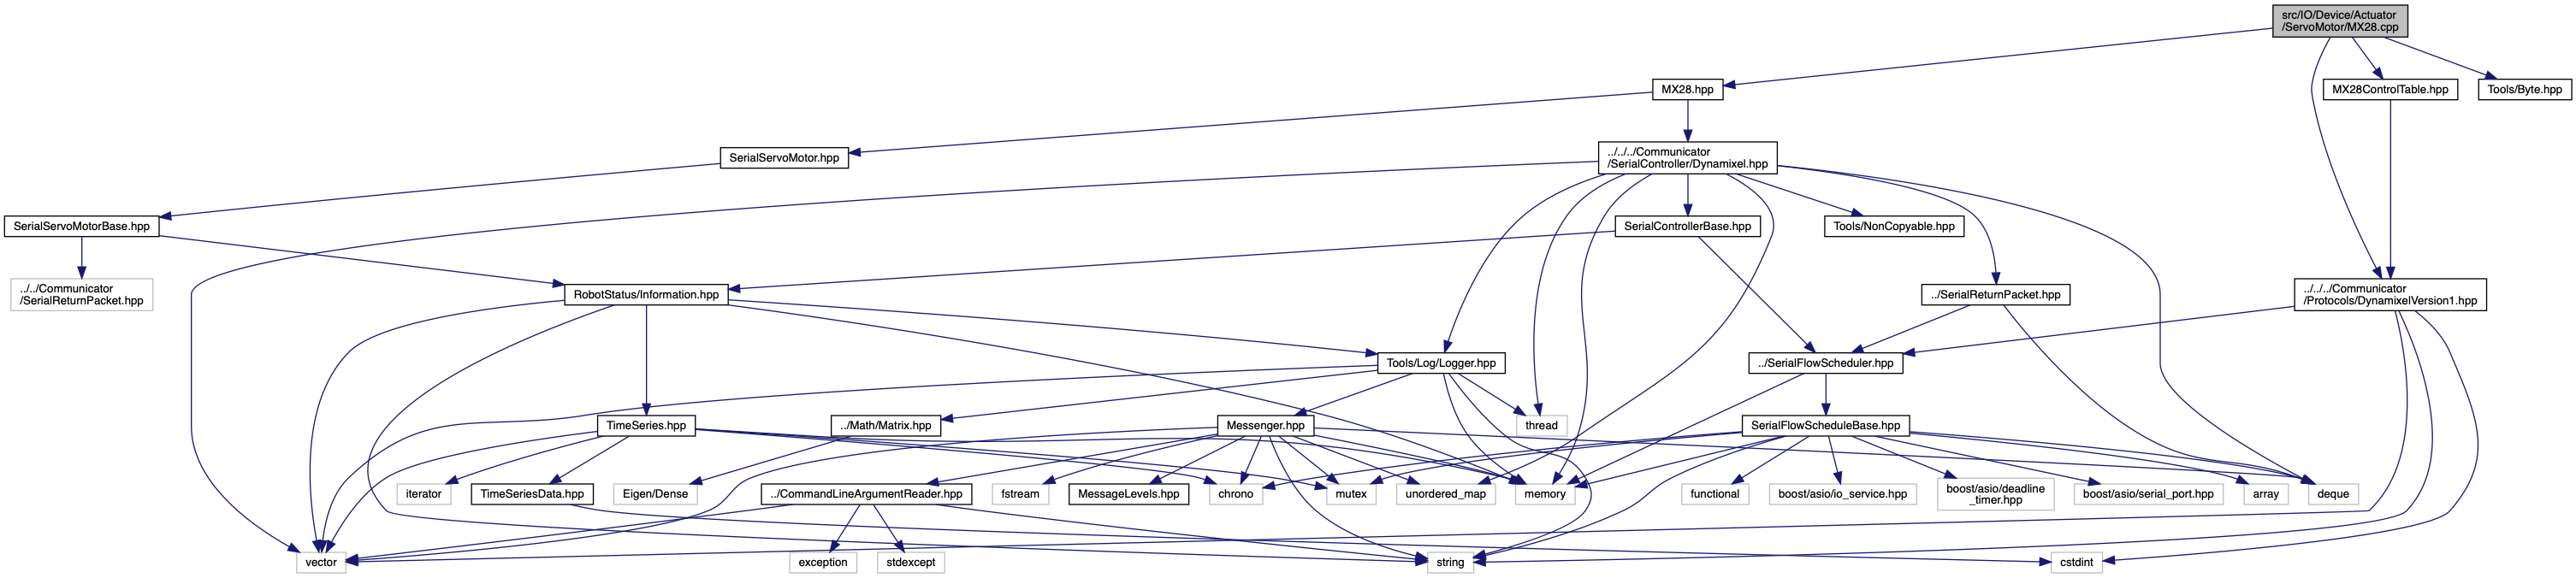 src/IO/Device/Actuator
/ServoMotor/MX28.cpp
MX28.hpp
MX28ControlTable.hpp
Tools/Byte.hpp
SerialServoMotor.hpp
../../../Communicator
/SerialController/Dynamixel.hpp
SerialServoMotorBase.hpp
SerialControllerBase.hpp
Tools/NonCopyable.hpp
../../Communicator
/SerialReturnPacket.hpp
RobotStatus/Information.hpp
../SerialReturnPacket.hpp
../../../Communicator
/Protocols/DynamixelVersion1.hpp
Tools/Log/Logger.hpp
../SerialFlowScheduler.hpp
TimeSeries.hpp
../Math/Matrix.hpp
Messenger.hpp
thread
SerialFlowScheduleBase.hpp
iterator
TimeSeriesData.hpp
Eigen/Dense
../CommandLineArgumentReader.hpp
fstream
MessageLevels.hpp
chrono
mutex
unordered_map
memory
functional
boost/asio/io_service.hpp
boost/asio/deadline
_timer.hpp
boost/asio/serial_port.hpp
array
deque
vector
exception
stdexcept
string
cstdint